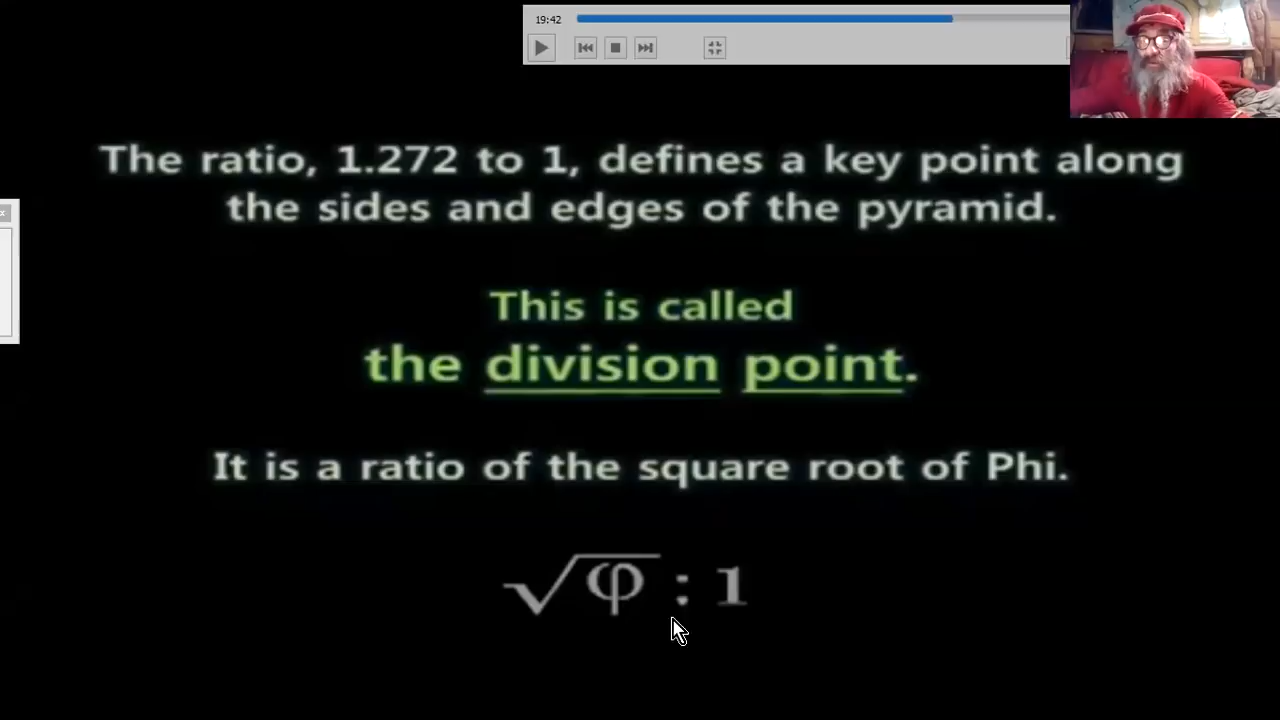 19:42
The ratio, 1.272 to 1, defines a key point along
the sides and edges of the pyramid.
This is called
the division point.
It is a ratio of the square root of Phi.
√φ : 1